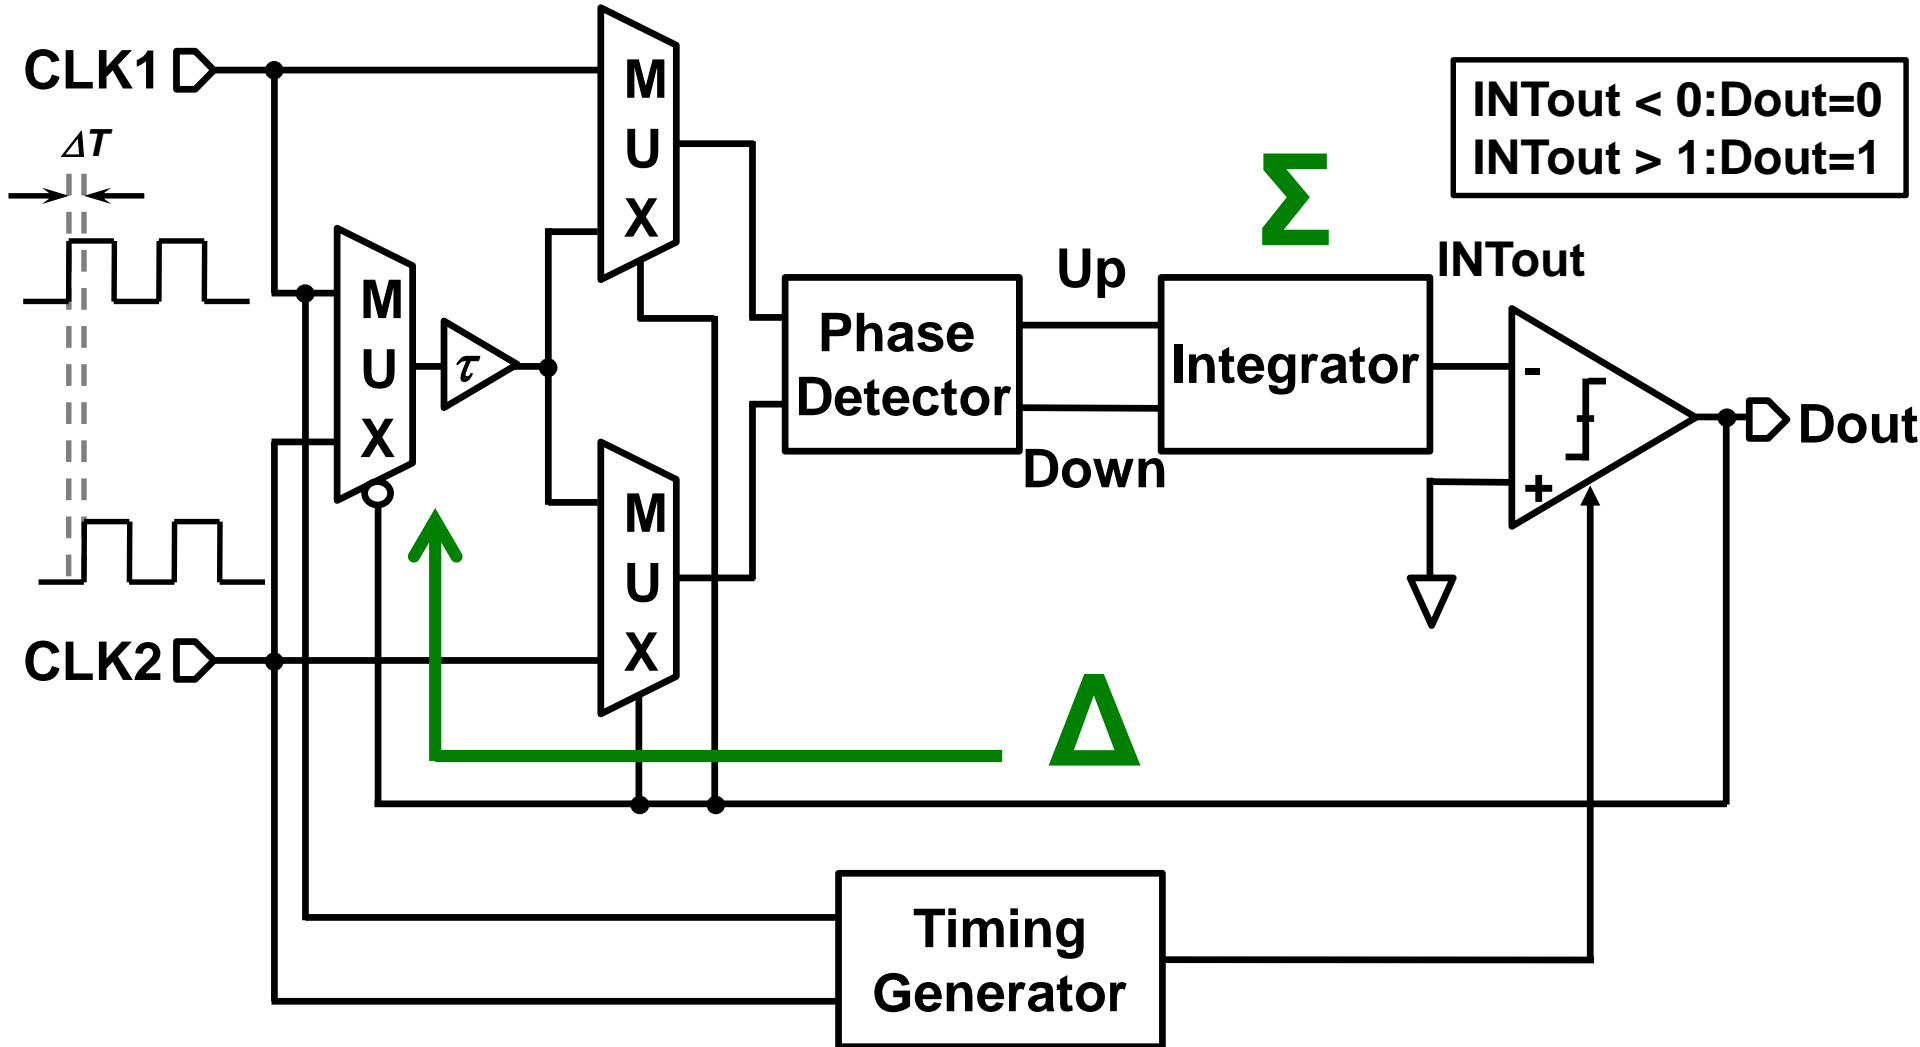 CLK1
ΔT
CLK2
M
U
X
τ
M
U
X
M
U
X
Phase
Detector
Up
Down
Σ
Integrator
INTout
INTout < 0:Dout=0
INTout > 1:Dout=1
-
+
Dout
Δ
Timing
Generator